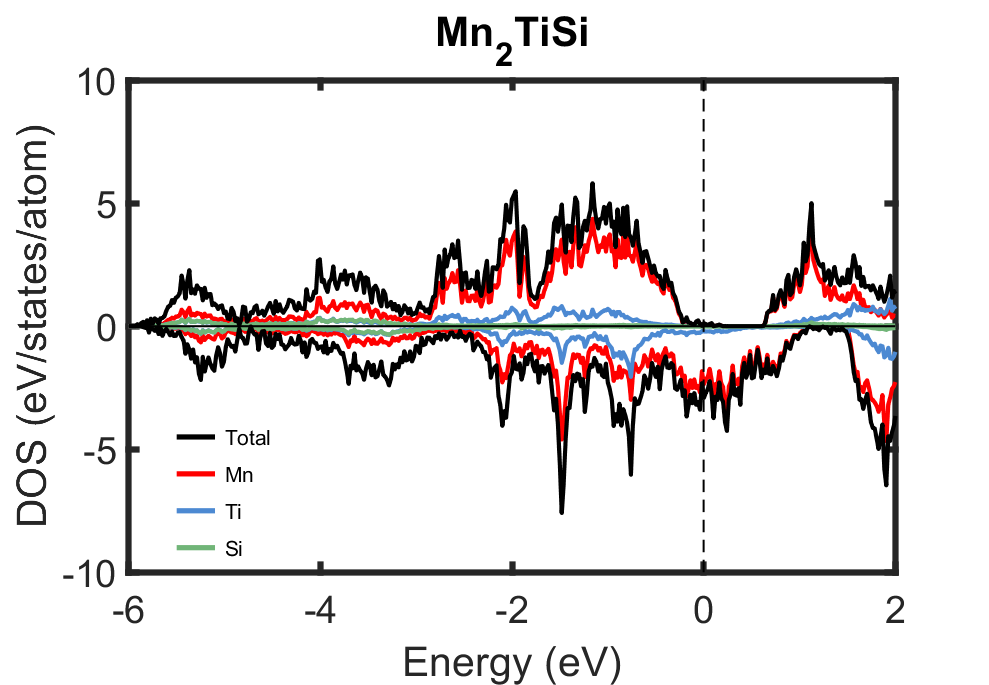 Mn2TiSi
10
5
0
-5
-10
DOS (eV/states/atom)
Total
Mn
Ti
Si
-6 -4 -2 0 2
Energy (eV)